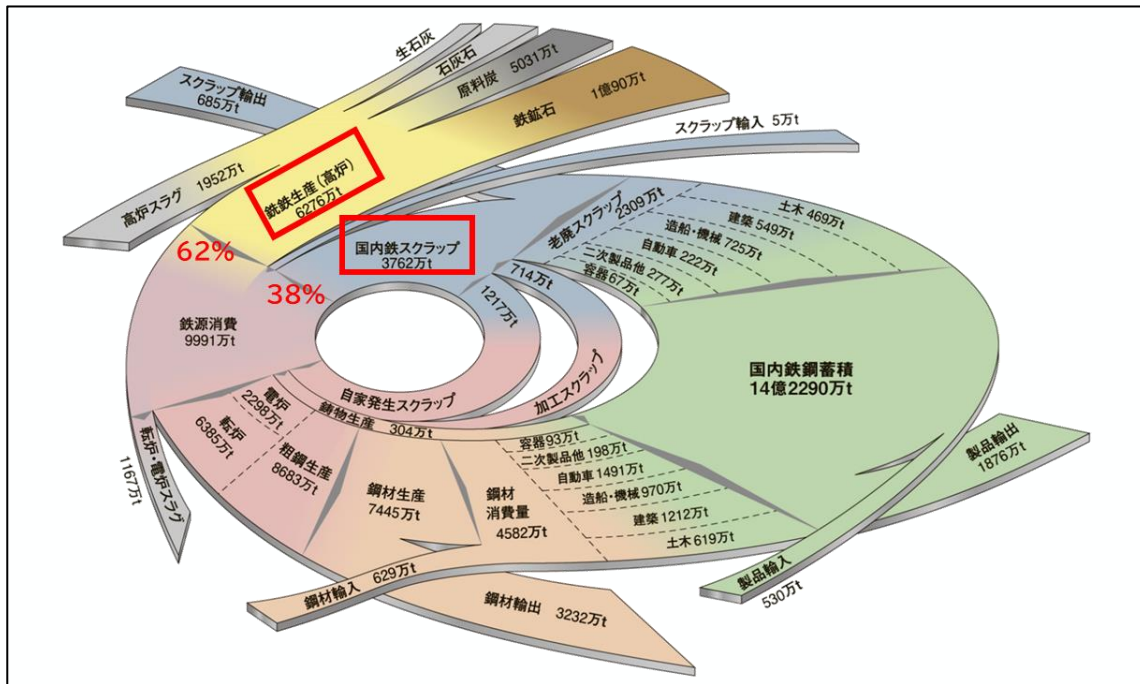 生石灰
石灰石
原料炭 5031万t
鉄鉱石 1億90万t
スクラップ輸出
685万t
スクラップ輸入 5万t
高炉スラグ 1952万t
銑鉄生産(高炉)
6276万t
62%
国内鉄スクラップ
3762万t
38%
老廃スクラップ 2309万t
土木 469万t
建築 549万t
造船・機械 725万t
自動車 222万t
二次製品他 277万t
容器 67万t
714万t
1217万t
鉄源消費
9991万t
国内鉄鋼蓄積
14億2290万t
自家発生スクラップ
加工スクラップ
鋳物生産 304万t
電炉
2298万t
転炉
6385万t
粗鋼生産
8683万t
転炉・電炉スラグ
1167万t
鋼材生産
7445万t
鋼材
消費量
4582万t
容器 93万t
二次製品他 198万t
自動車 1491万t
造船・機械 970万t
建築 1212万t
土木 619万t
製品輸出
1876万t
製品輸入
530万t
鋼材輸入 629万t
鋼材輸出 3232万t